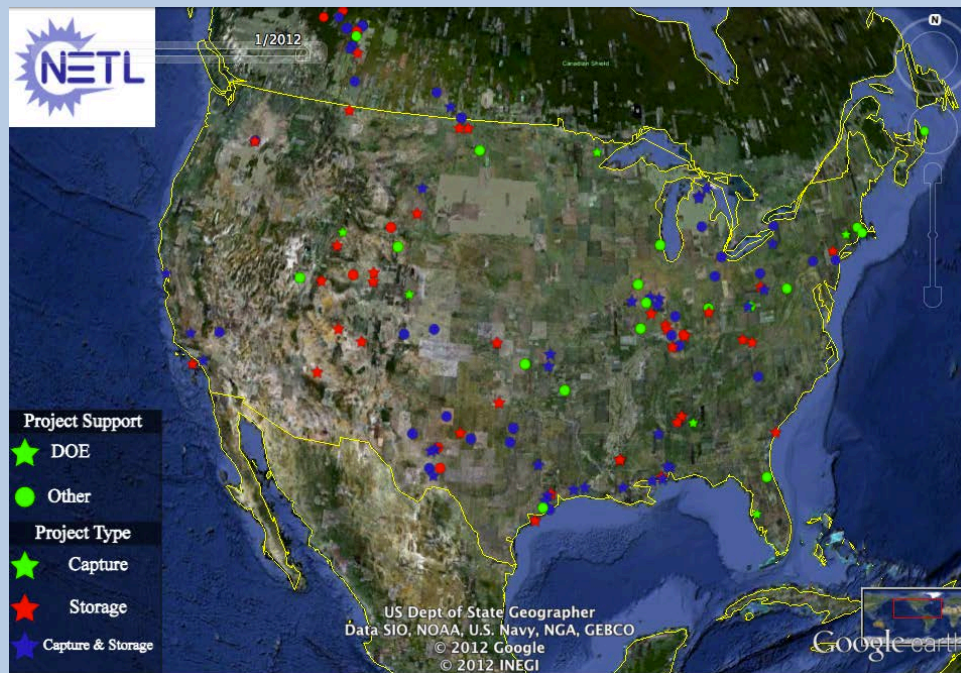 NETL
1/2012
N
Canadian Shield
Project Support
DOE
Other
Project Type
Capture
Storage
Capture & Storage
US Dept of State Geographer
Data SIO, NOAA, U.S. Navy, NGA, GEBCO
© 2012 Google
© 2012 INEGI
Google earth